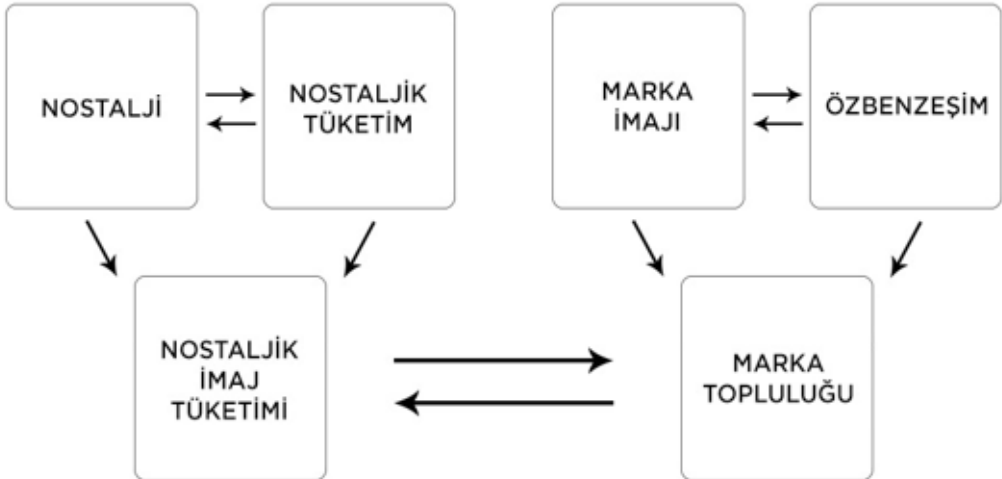 NOSTALJİ
NOSTALJİK
TÜKETİM
MARKA
İMAJI
ÖZBENZEŞİM
NOSTALJİK
İMAJ
TÜKETİMİ
MARKA
TOPLULUĞU